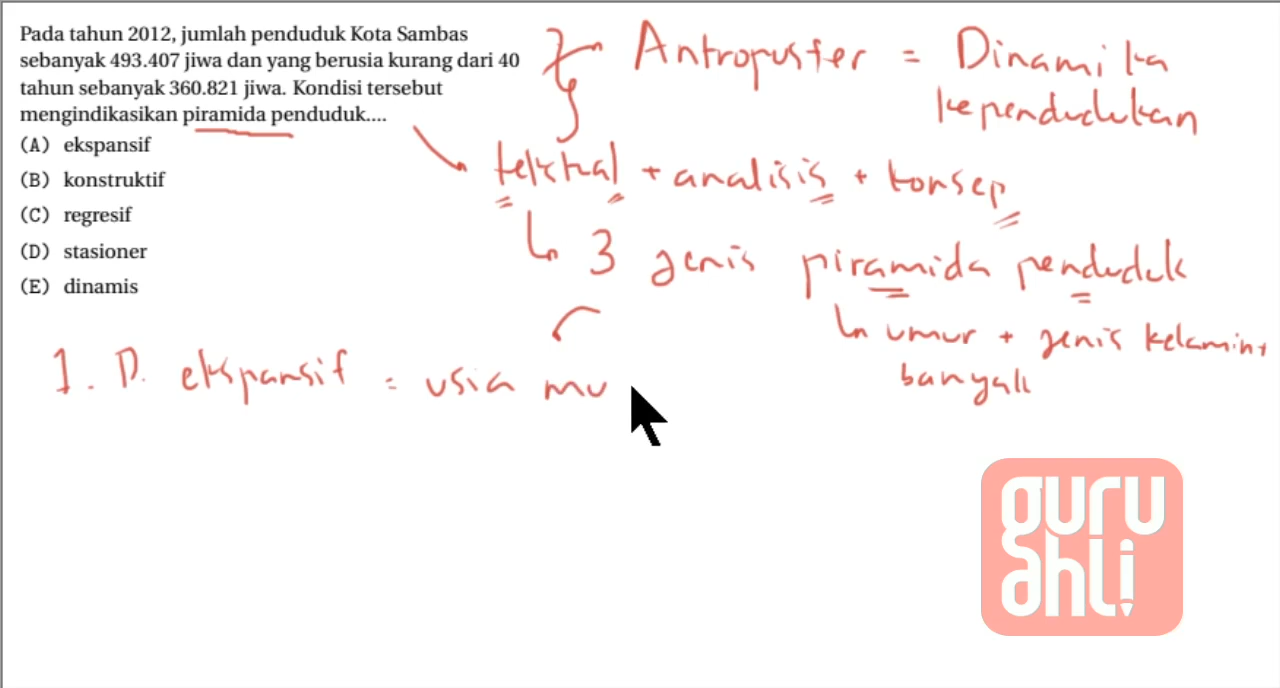 Pada tahun 2012, jumlah penduduk Kota Sambas
sebanyak 493.407 jiwa dan yang berusia kurang dari 40
tahun sebanyak 360.821 jiwa. Kondisi tersebut
mengindikasikan piramida penduduk....
(A) ekspansif
(B) konstruktif
(C) regresif
(D) stasioner
(E) dinamis
Antroposfer = Dinamika
kependudukan
tekstual + analisis + konsep
↳ 3 jenis piramida penduduk
↳ umur + jenis kelamin +
banyak
1. P. ekspansif = usia mu
guru
ahli